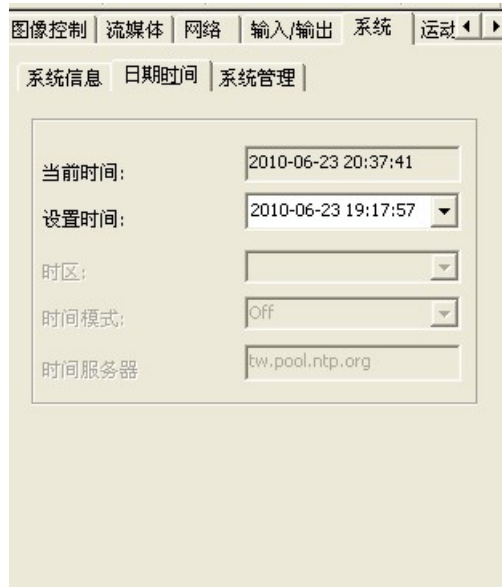 图像控制 流媒体 网络 输入/输出 系统 运动
系统信息 日期时间 系统管理
当前时间: 2010-06-23 20:37:41
设置时间: 2010-06-23 19:17:57
时区:
时间模式: Off
时间服务器 tw.pool.ntp.org